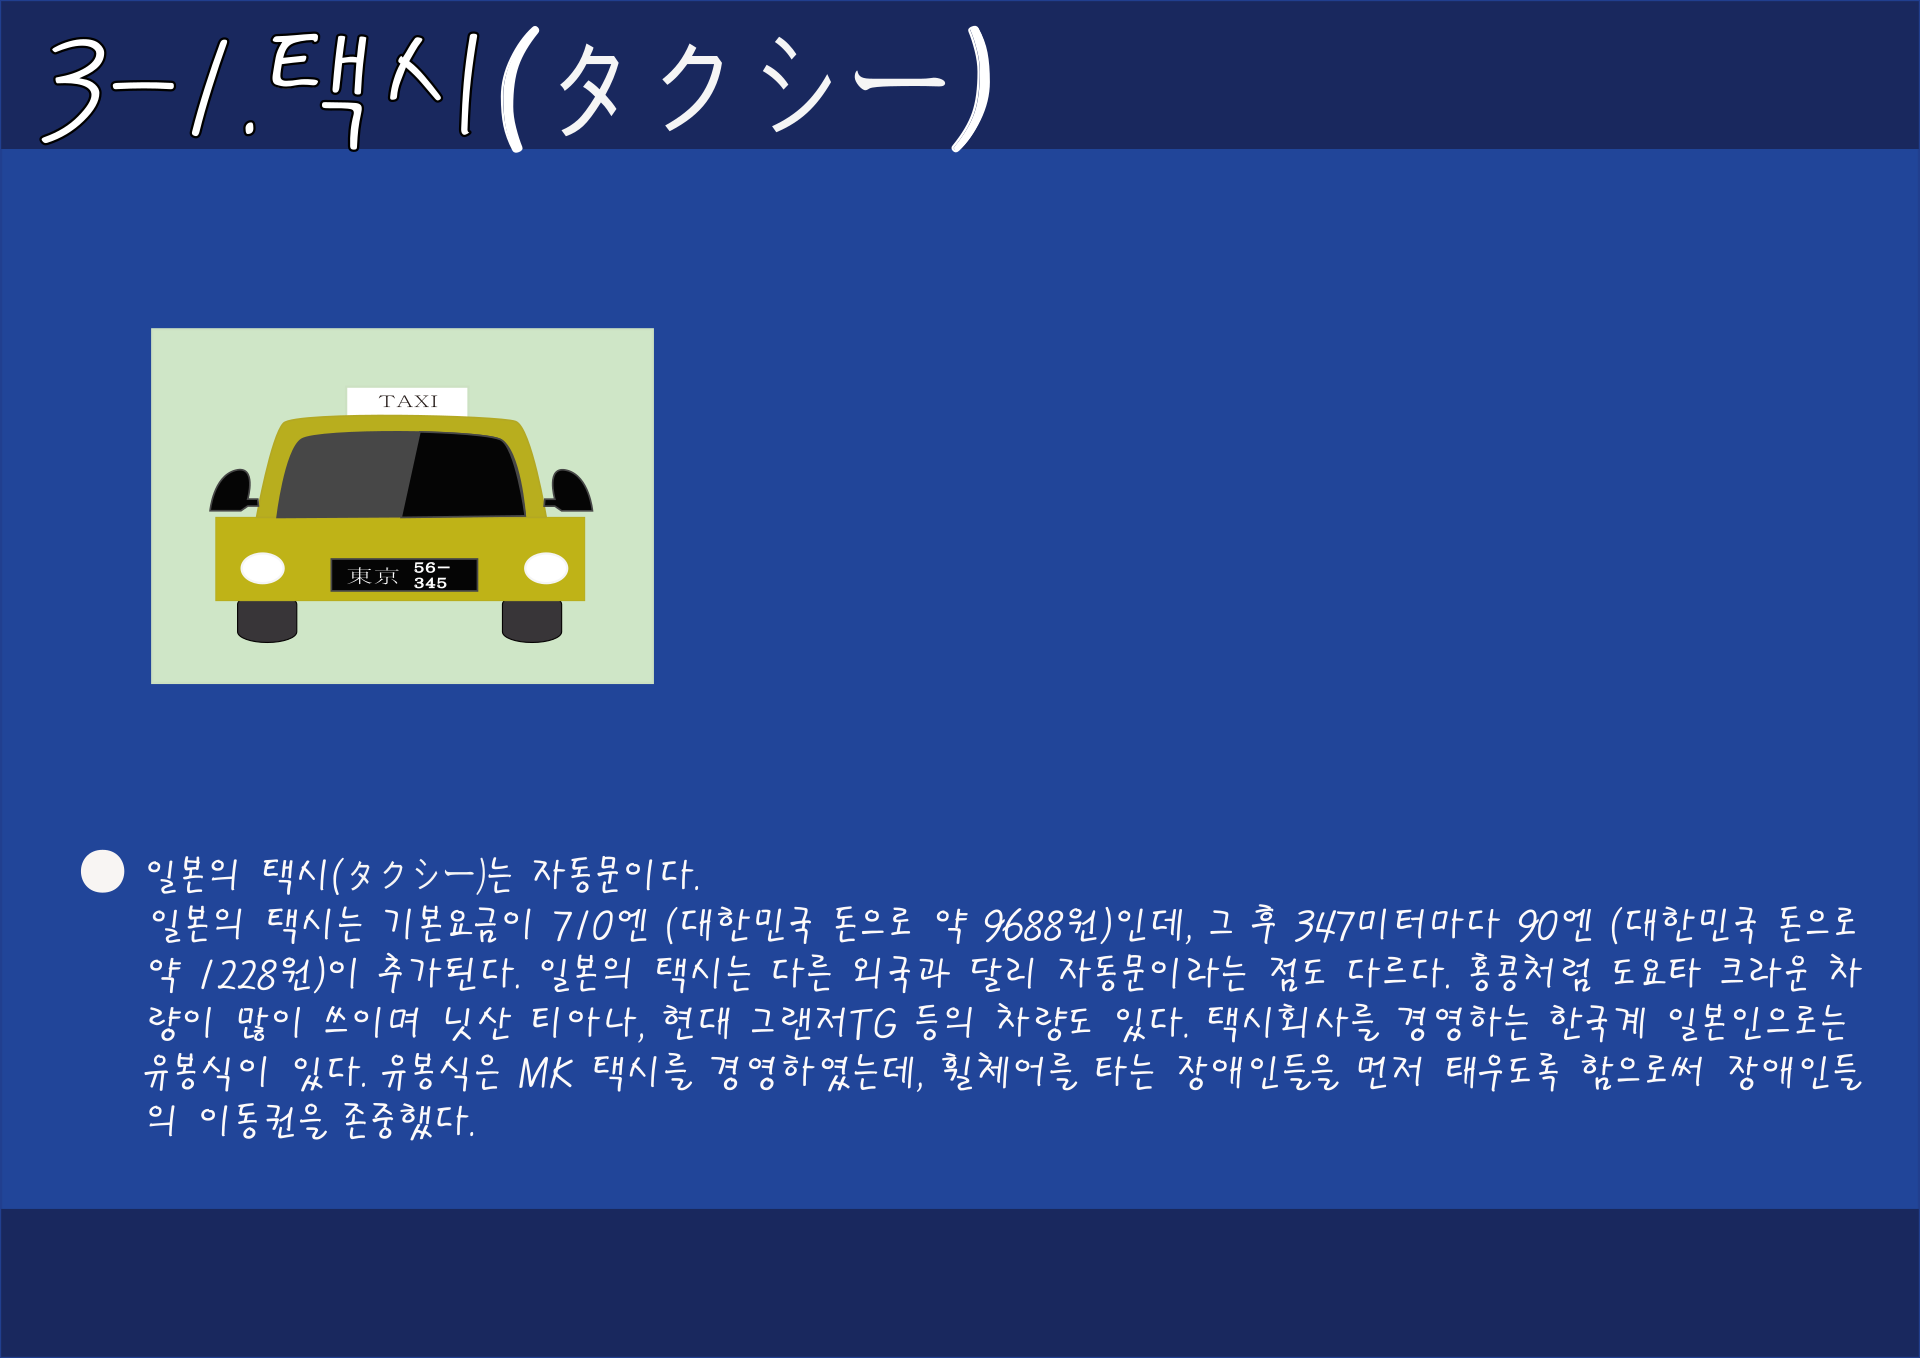 3-1.택시(タクシー)
TAXI
東京 56-
345
일본의 택시(タクシー)는 자동문이다.
일본의 택시는 기본요금이 710엔 (대한민국 돈으로 약 9688원)인데, 그 후 347미터마다 90엔 (대한민국 돈으로
약 1228원)이 추가된다. 일본의 택시는 다른 외국과 달리 자동문이라는 점도 다르다. 홍콩처럼 도요타 크라운 차
량이 많이 쓰이며 닛산 티아나, 현대 그랜저TG 등의 차량도 있다. 택시회사를 경영하는 한국계 일본인으로는
유봉식이 있다. 유봉식은 MK 택시를 경영하였는데, 휠체어를 타는 장애인들을 먼저 태우도록 함으로써 장애인들
의 이동권을 존중했다.